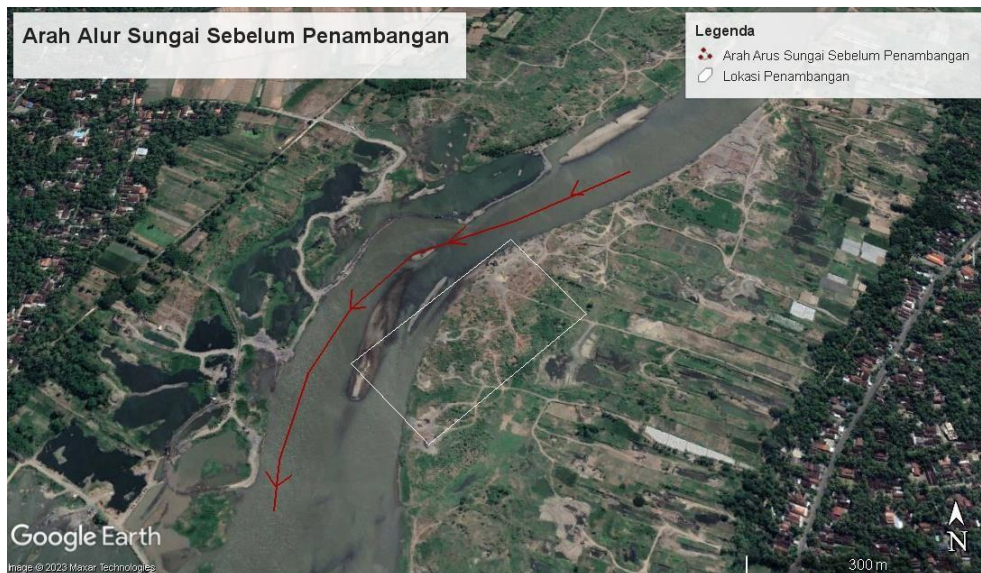 Arah Alur Sungai Sebelum Penambangan
Legenda
Arah Arus Sungai Sebelum Penambangan
Lokasi Penambangan
Google Earth
Image © 2023 Maxar Technologies
300 m
N